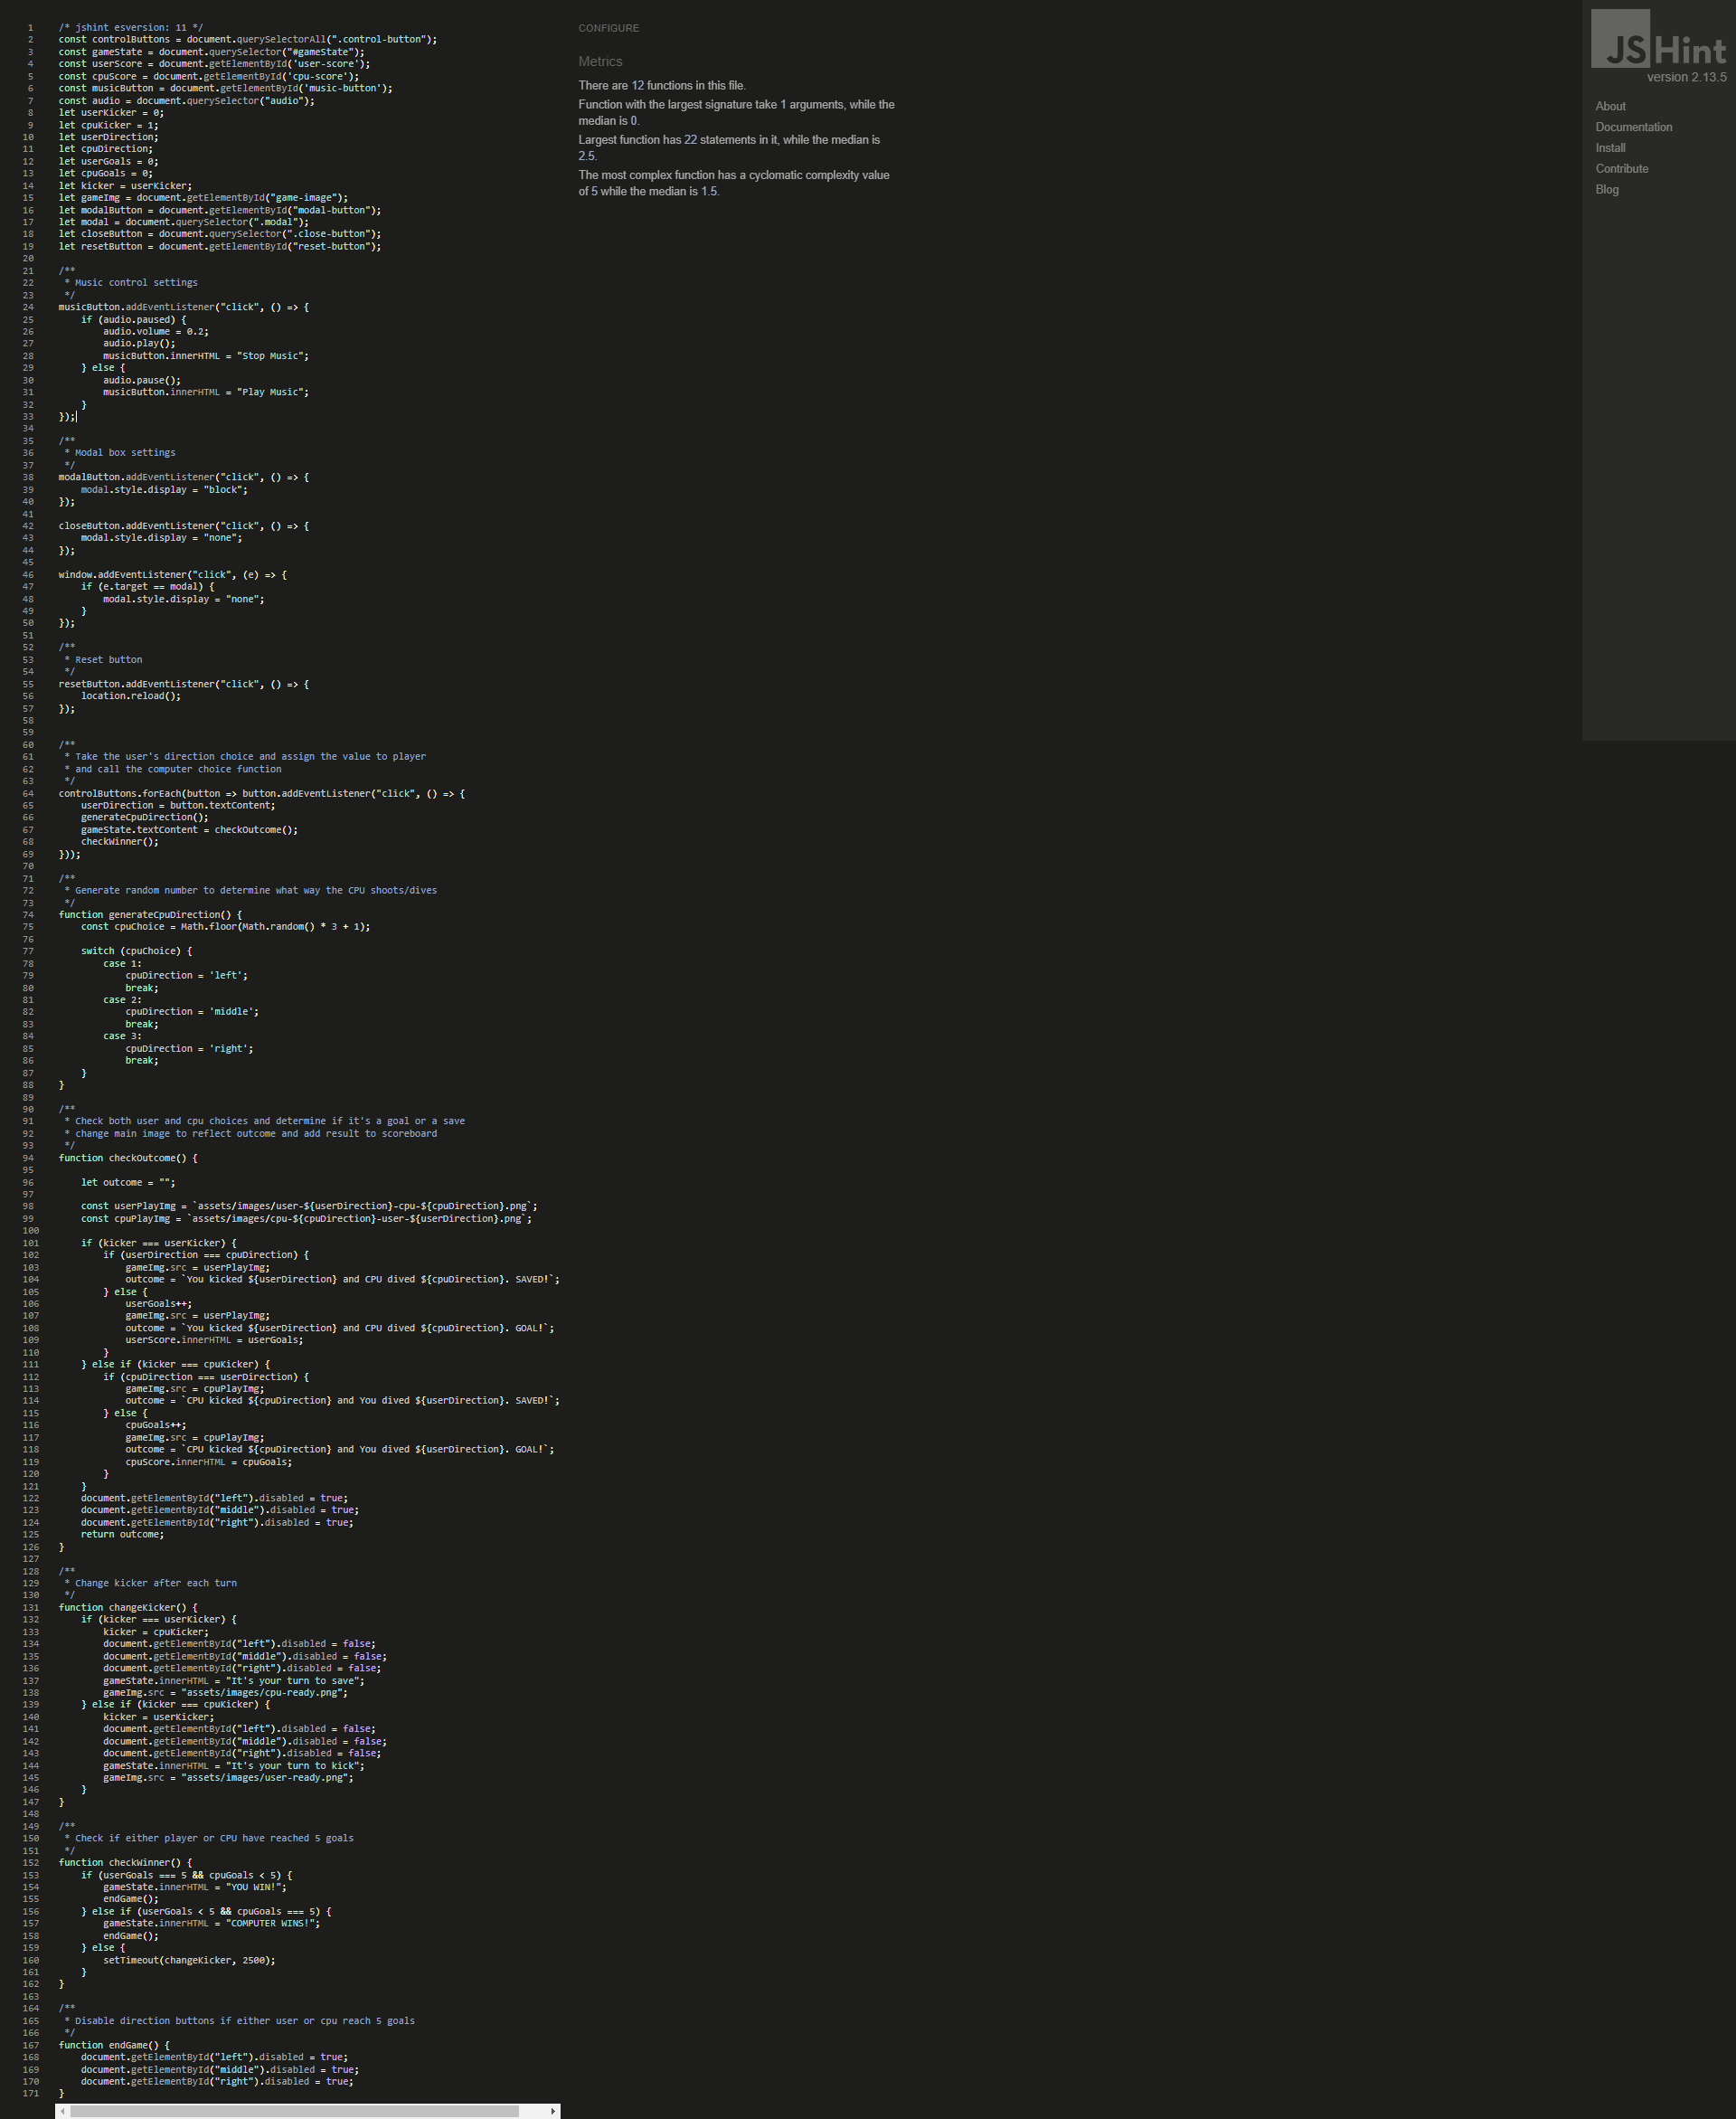 1 /* jshint esversion: 11 */
2 const controlButtons = document.querySelectorAll(".control-button");
3 const gameState = document.querySelector("#gameState");
4 const userScore = document.getElementById('user-score');
5 const cpuScore = document.getElementById('cpu-score');
6 const musicButton = document.getElementById('music-button');
7 const audio = document.querySelector("audio");
8 let userKicker = 0;
9 let cpuKicker = 1;
10 let userDirection;
11 let cpuDirection;
12 let userGoals = 0;
13 let cpuGoals = 0;
14 let kicker = userKicker;
15 let gameImg = document.getElementById("game-image");
16 let modalButton = document.getElementById("modal-button");
17 let modal = document.querySelector(".modal");
18 let closeButton = document.querySelector(".close-button");
19 let resetButton = document.getElementById("reset-button");
20
21 /**
22 * Music control settings
23 */
24 musicButton.addEventListener("click", () => {
25 if (audio.paused) {
26 audio.volume = 0.2;
27 audio.play();
28 musicButton.innerHTML = "Stop Music";
29 } else {
30 audio.pause();
31 musicButton.innerHTML = "Play Music";
32 }
33 });
34
35 /**
36 * Modal box settings
37 */
38 modalButton.addEventListener("click", () => {
39 modal.style.display = "block";
40 });
41
42 closeButton.addEventListener("click", () => {
43 modal.style.display = "none";
44 });
45
46 window.addEventListener("click", (e) => {
47 if (e.target == modal) {
48 modal.style.display = "none";
49 }
50 });
51
52 /**
53 * Reset button
54 */
55 resetButton.addEventListener("click", () => {
56 location.reload();
57 });
58
59
60 /**
61 * Take the user's direction choice and assign the value to player
62 * and call the computer choice function
63 */
64 controlButtons.forEach(button => button.addEventListener("click", () => {
65 userDirection = button.textContent;
66 generateCpuDirection();
67 gameState.textContent = checkOutcome();
68 checkWinner();
69 }));
70
71 /**
72 * Generate random number to determine what way the CPU shoots/dives
73 */
74 function generateCpuDirection() {
75 const cpuChoice = Math.floor(Math.random() * 3 + 1);
76
77 switch (cpuChoice) {
78 case 1:
79 cpuDirection = 'left';
80 break;
81 case 2:
82 cpuDirection = 'middle';
83 break;
84 case 3:
85 cpuDirection = 'right';
86 break;
87 }
88 }
89
90 /**
91 * Check both user and cpu choices and determine if it's a goal or a save
92 * change main image to reflect outcome and add result to scoreboard
93 */
94 function checkOutcome() {
95
96 let outcome = "";
97
98 const userPlayImg = `assets/images/user-${userDirection}-cpu-${cpuDirection}.png`;
99 const cpuPlayImg = `assets/images/cpu-${cpuDirection}-user-${userDirection}.png`;
100
101 if (kicker === userKicker) {
102 if (userDirection === cpuDirection) {
103 gameImg.src = userPlayImg;
104 outcome = `You kicked ${userDirection} and CPU dived ${cpuDirection}. SAVED!`;
105 } else {
106 userGoals++;
107 gameImg.src = userPlayImg;
108 outcome = `You kicked ${userDirection} and CPU dived ${cpuDirection}. GOAL!`;
109 userScore.innerHTML = userGoals;
110 }
111 } else if (kicker === cpuKicker) {
112 if (cpuDirection === userDirection) {
113 gameImg.src = cpuPlayImg;
114 outcome = `CPU kicked ${cpuDirection} and You dived ${userDirection}. SAVED!`;
115 } else {
116 cpuGoals++;
117 gameImg.src = cpuPlayImg;
118 outcome = `CPU kicked ${cpuDirection} and You dived ${userDirection}. GOAL!`;
119 cpuScore.innerHTML = cpuGoals;
120 }
121 }
122 document.getElementById("left").disabled = true;
123 document.getElementById("middle").disabled = true;
124 document.getElementById("right").disabled = true;
125 return outcome;
126 }
127
128 /**
129 * Change kicker after each turn
130 */
131 function changeKicker() {
132 if (kicker === userKicker) {
133 kicker = cpuKicker;
134 document.getElementById("left").disabled = false;
135 document.getElementById("middle").disabled = false;
136 document.getElementById("right").disabled = false;
137 gameState.innerHTML = "It's your turn to save";
138 gameImg.src = "assets/images/cpu-ready.png";
139 } else if (kicker === cpuKicker) {
140 kicker = userKicker;
141 document.getElementById("left").disabled = false;
142 document.getElementById("middle").disabled = false;
143 document.getElementById("right").disabled = false;
144 gameState.innerHTML = "It's your turn to kick";
145 gameImg.src = "assets/images/user-ready.png";
146 }
147 }
148
149 /**
150 * Check if either player or CPU have reached 5 goals
151 */
152 function checkWinner() {
153 if (userGoals === 5 && cpuGoals < 5) {
154 gameState.innerHTML = "YOU WIN!";
155 endGame();
156 } else if (userGoals < 5 && cpuGoals === 5) {
157 gameState.innerHTML = "COMPUTER WINS!";
158 endGame();
159 } else {
160 setTimeout(changeKicker, 2500);
161 }
162 }
163
164 /**
165 * Disable direction buttons if either user or cpu reach 5 goals
166 */
167 function endGame() {
168 document.getElementById("left").disabled = true;
169 document.getElementById("middle").disabled = true;
170 document.getElementById("right").disabled = true;
171 }
CONFIGURE
Metrics
There are 12 functions in this file.
Function with the largest signature take 1 arguments, while the
median is 0.
Largest function has 22 statements in it, while the median is
2.5.
The most complex function has a cyclomatic complexity value
of 5 while the median is 1.5.
JSHint
version 2.13.5
About
Documentation
Install
Contribute
Blog